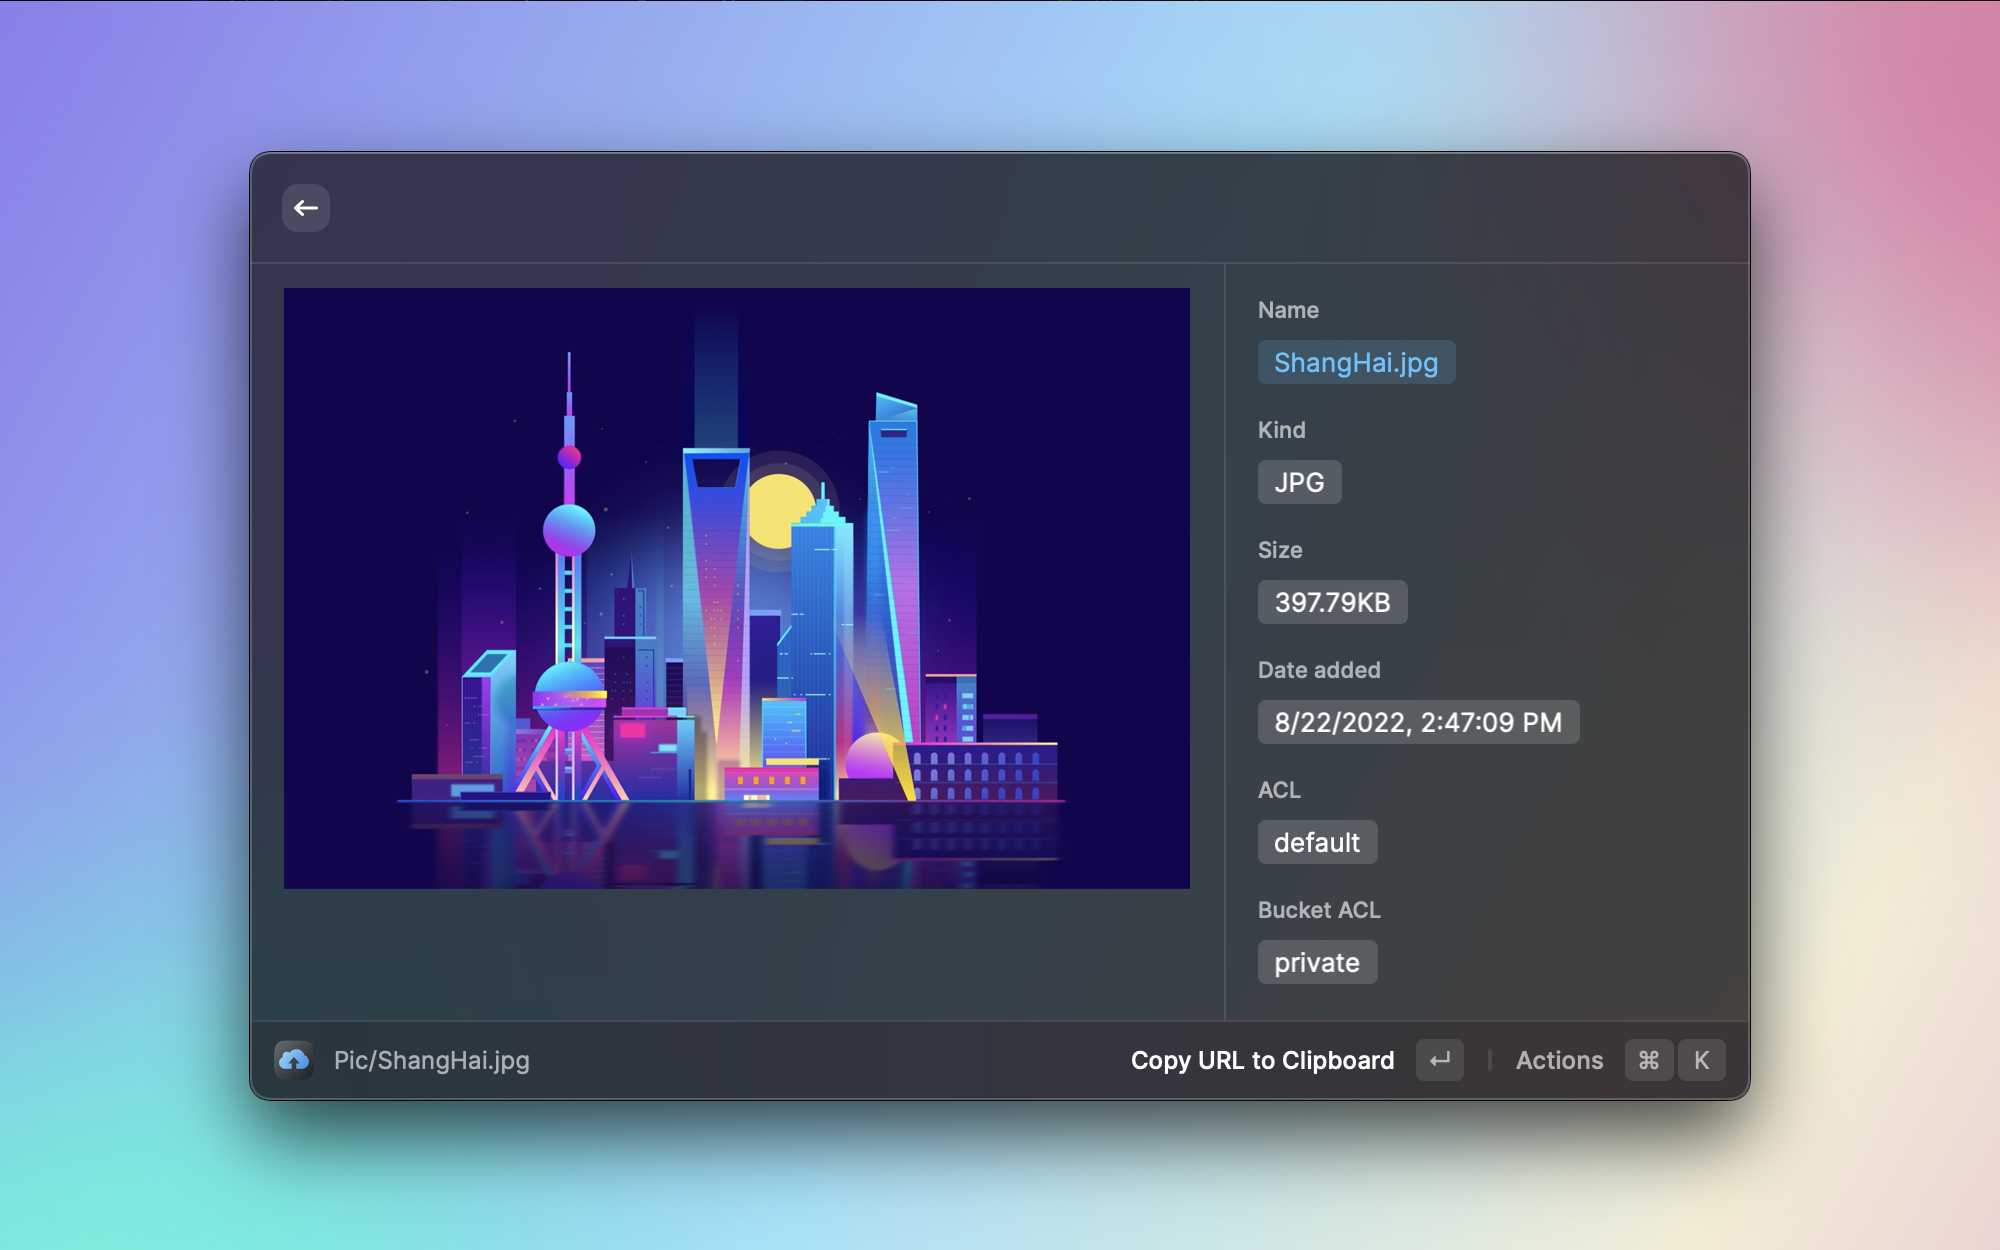 Name
ShangHai.jpg
Kind
JPG
Size
397.79KB
Date added
8/22/2022, 2:47:09 PM
ACL
default
Bucket ACL
private
Pic/ShangHai.jpg
Copy URL to Clipboard
Actions ⌘ K